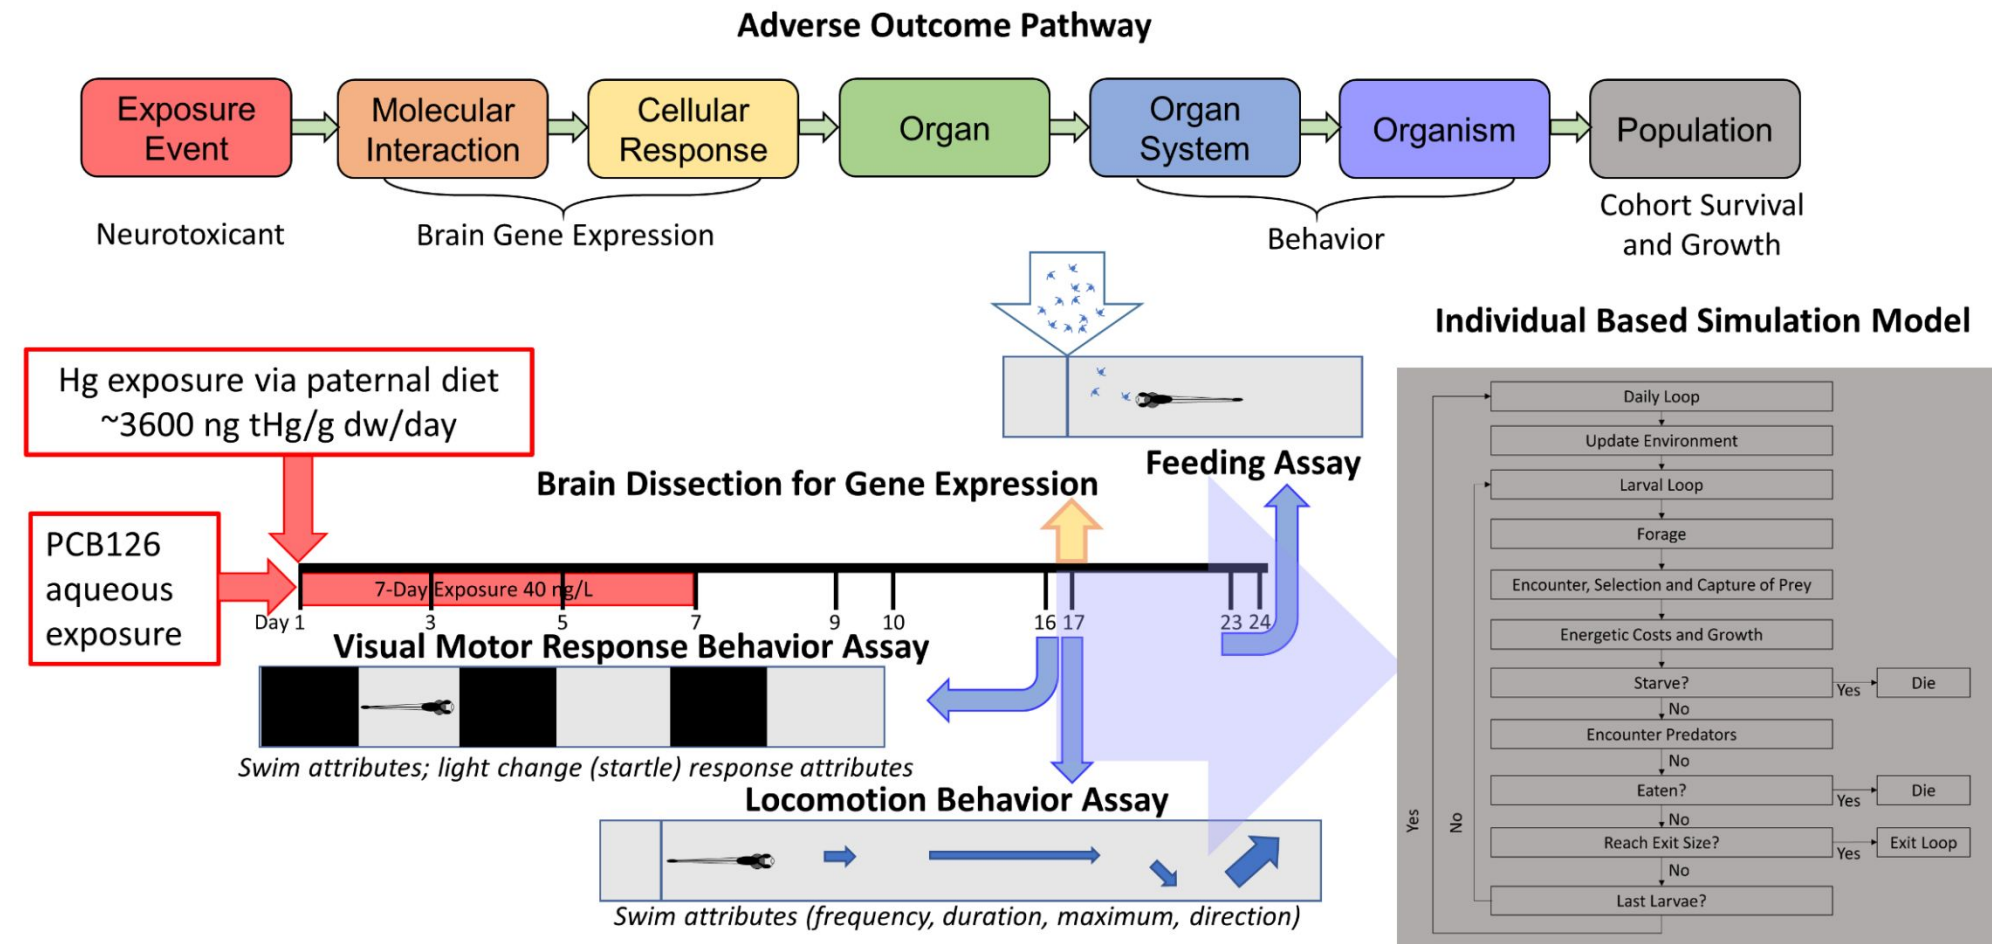 Adverse Outcome Pathway
Exposure
Event
Molecular
Interaction
Cellular
Response
Organ
Organ
System
Organism
Population
Neurotoxicant
Brain Gene Expression
Behavior
Cohort Survival
and Growth
Hg exposure via paternal diet
~3600 ng tHg/g dw/day
PCB126
aqueous
exposure
Brain Dissection for Gene Expression
Feeding Assay
7-Day Exposure 40 ng/L
Day 1 3 5 7 9 10 16 17 23 24
Visual Motor Response Behavior Assay
Swim attributes; light change (startle) response attributes
Locomotion Behavior Assay
Swim attributes (frequency, duration, maximum, direction)
Individual Based Simulation Model
Daily Loop
Update Environment
Larval Loop
Forage
Encounter, Selection and Capture of Prey
Energetic Costs and Growth
Starve?
Yes
Die
No
Encounter Predators
No
Eaten?
Yes
Die
No
Reach Exit Size?
Yes
Exit Loop
No
Last Larvae?
Yes
No